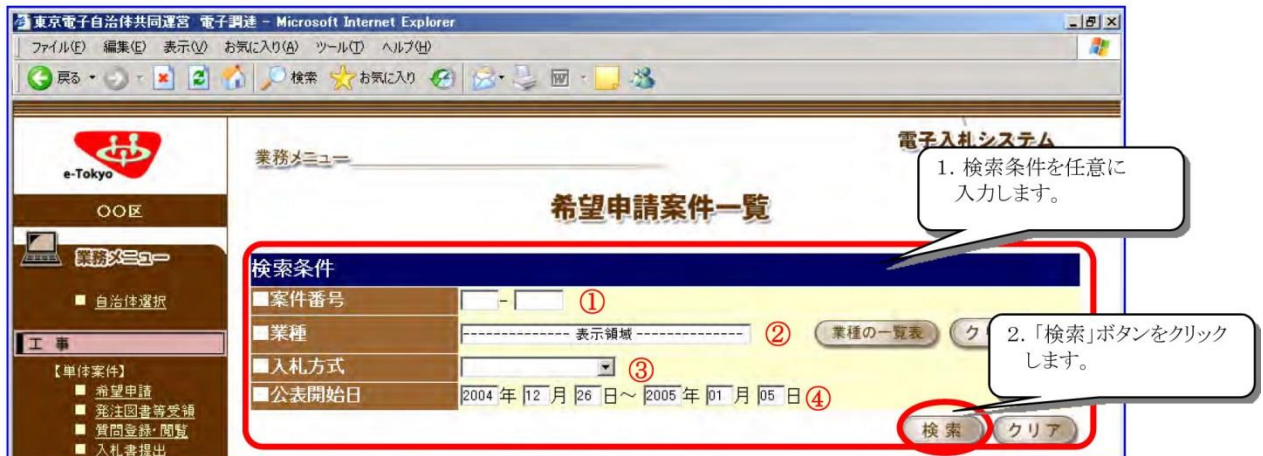 東京電子自治体共同運営 電子調達 - Microsoft Internet Explorer
ファイル(F) 編集(E) 表示(V) お気に入り(A) ツール(T) ヘルプ(H)
戻る 検索 お気に入り
e-Tokyo
業務メニュー
電子入札システム
〇〇区
希望申請案件一覧
1. 検索条件を任意に
入力します。
業務メニュー
■ 自治体選択
検索条件
■案件番号 - ①
■業種 -------------- 表示領域 -------------- ② 業種の一覧表 ク
■入札方式 ③
■公表開始日 2004 年 12 月 26 日～ 2005 年 01 月 05 日 ④
検索 クリア
2.「検索」ボタンをクリック
します。
工 事
【単体案件】
■ 希望申請
■ 発注図書等受領
■ 質問登録・閲覧
■ 入札書提出